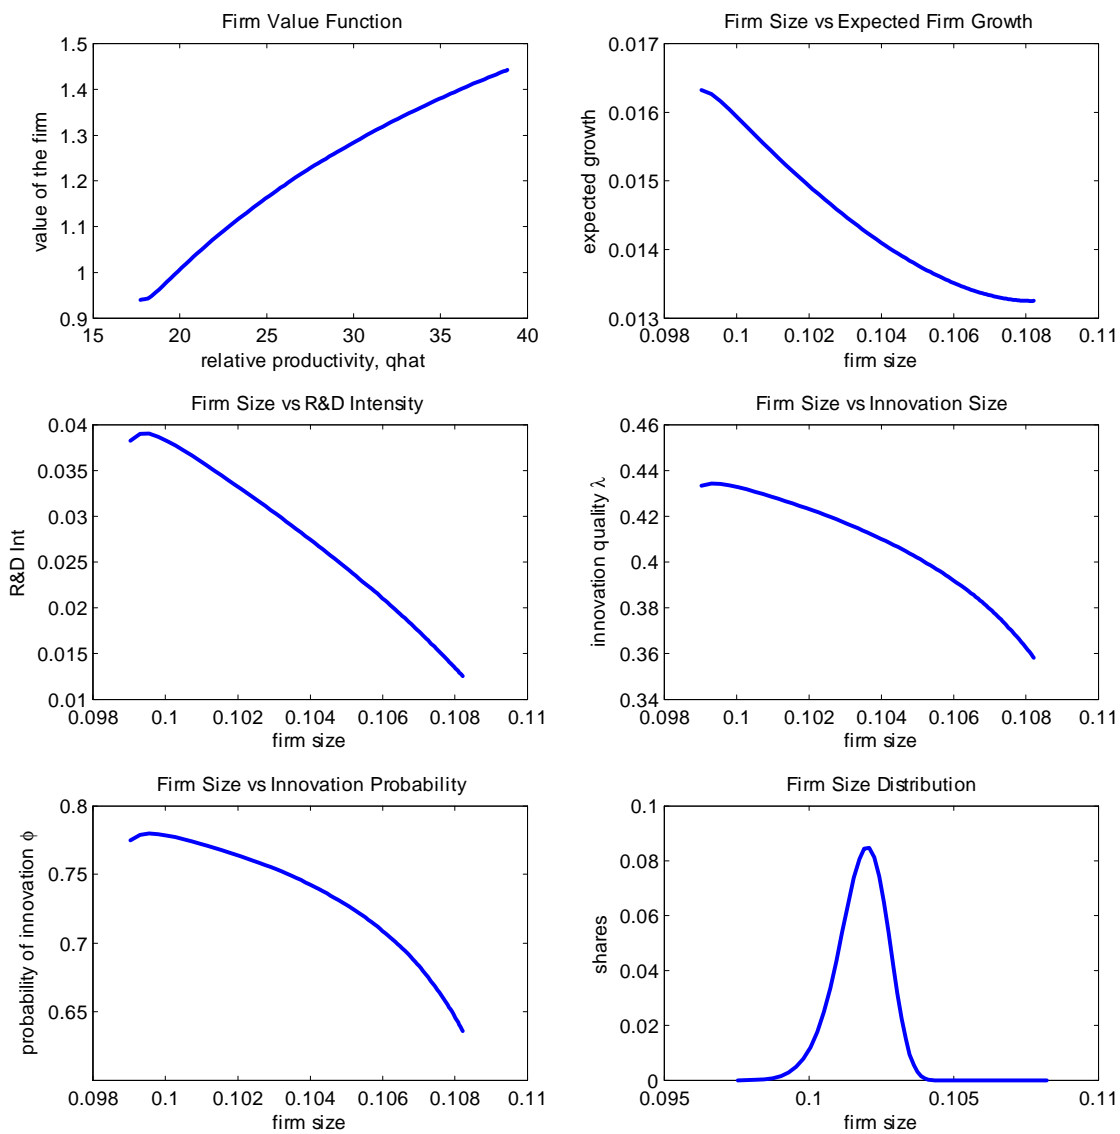 Firm Value Function
1.5
1.4
1.3
1.2
1.1
1
0.9
value of the firm
15 20 25 30 35 40
relative productivity, qhat
Firm Size vs Expected Firm Growth
0.017
0.016
0.015
0.014
0.013
expected growth
0.098 0.1 0.102 0.104 0.106 0.108 0.11
firm size
Firm Size vs R&D Intensity
0.04
0.035
0.03
0.025
0.02
0.015
0.01
R&D Int
0.098 0.1 0.102 0.104 0.106 0.108 0.11
firm size
Firm Size vs Innovation Size
0.46
0.44
0.42
0.4
0.38
0.36
0.34
innovation quality λ
0.098 0.1 0.102 0.104 0.106 0.108 0.11
firm size
Firm Size vs Innovation Probability
0.8
0.75
0.7
0.65
probability of innovation ϕ
0.098 0.1 0.102 0.104 0.106 0.108 0.11
firm size
Firm Size Distribution
0.1
0.08
0.06
0.04
0.02
0
shares
0.095 0.1 0.105 0.11
firm size